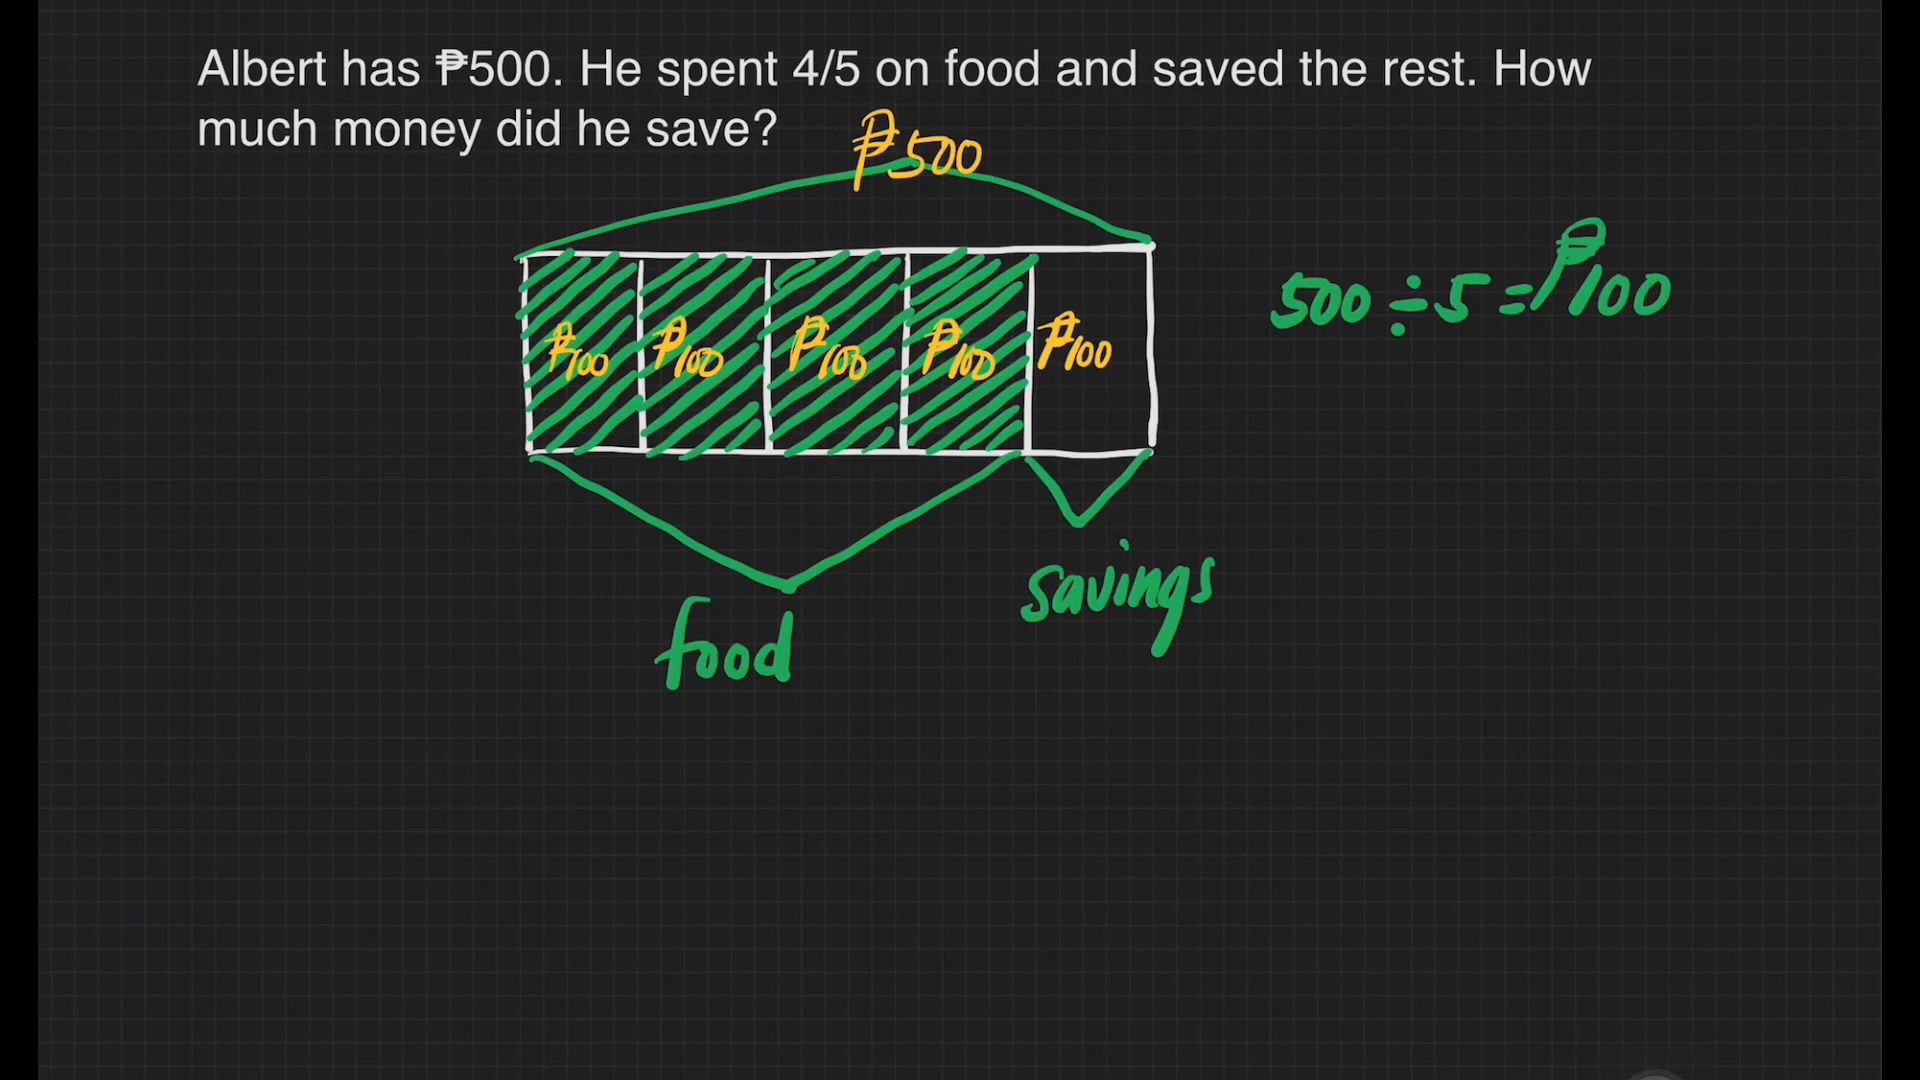 Albert has ₱500. He spent 4/5 on food and saved the rest. How
much money did he save?
₱500
500 ÷ 5 = ₱100
₱100 ₱100 ₱100 ₱100 ₱100
savings
food